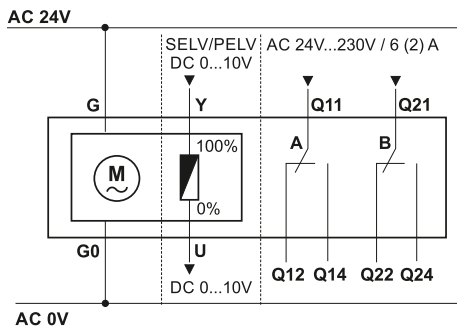 AC 24V
SELV/PELV AC 24V...230V / 6 (2) A
DC 0...10V
G Y Q11 Q21
100% A B
M
0%
G0 U
DC 0...10V Q12 Q14 Q22 Q24
AC 0V